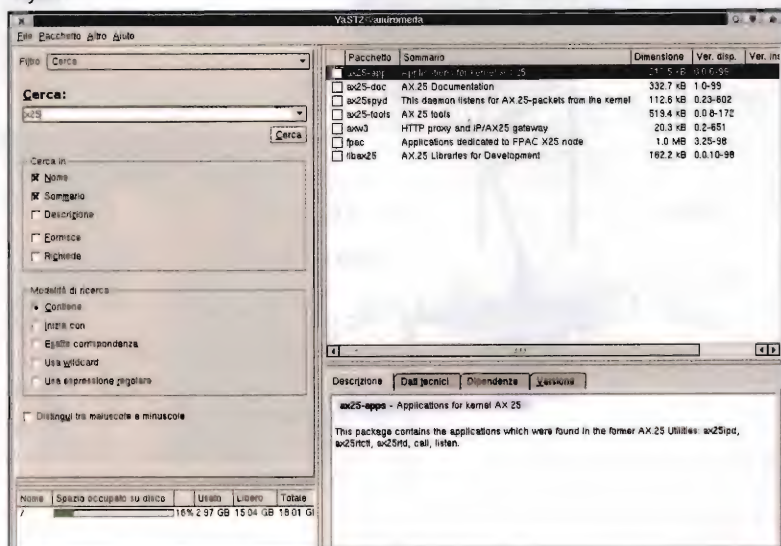 YaST2@andromeda
File Pacchetto Altro Aiuto
Filtro Cerca
Cerca:
x25
Cerca
Cerca in
Nome
Sommario
Descrizione
Fornisce
Richiede
Modalità di ricerca
Contiene
Inizia con
Esatta corrispondenza
Usa wildcard
Usa espressione regolare
Distingui tra maiuscole e minuscole
Nome Spazio occupato su disco Usato Libero Totale
/ 16% 2.97 GB 15.04 GB 18.01 G
Pacchetto Sommario Dimensione Ver. disp. Ver. in
ax25-app Applications for kernel AX.25
ax25-doc AX.25 Documentation 332.7 kB 1.0-99
ax25spyd This daemon listens for AX.25-packets from the kernel 112.6 kB 0.23-602
ax25-tools AX.25 tools 519.4 kB 0.0.8-172
axw3 HTTP proxy and IP/AX25 gateway 20.3 kB 0.2-651
fpac Applications dedicated to FPAC X25 node 1.0 MB 3.25-98
libax25 AX.25 Libraries for Development 162.2 kB 0.0.10-98
Descrizione Dati tecnici Dipendenze Versione
ax25-apps - Applications for kernel AX.25
This package contains the applications which were found in the former AX.25 Utilities: ax25ipd,
ax25rtctl, ax25rtd, call, listen.